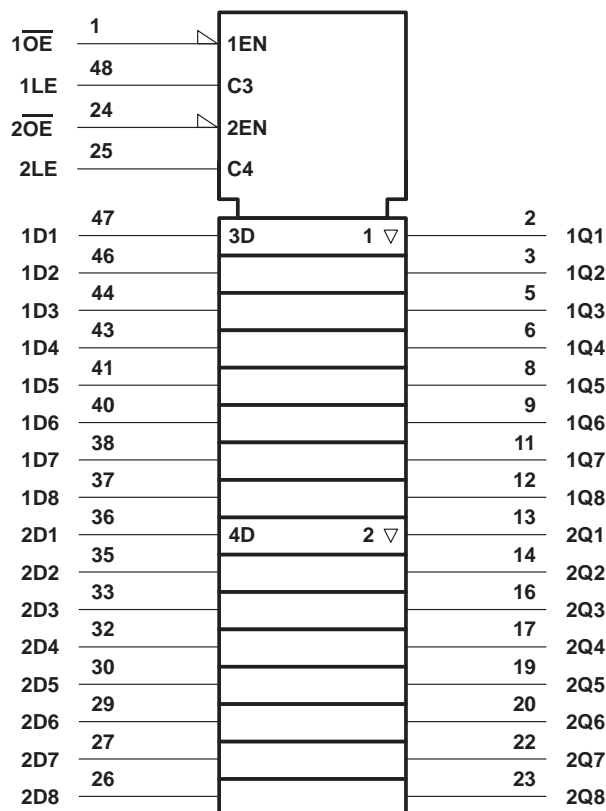 1O̅E̅ 1 1EN
1LE 48 C3
2O̅E̅ 24 2EN
2LE 25 C4
1D1 47 3D 1 ▽ 2 1Q1
1D2 46 3 1Q2
1D3 44 5 1Q3
1D4 43 6 1Q4
1D5 41 8 1Q5
1D6 40 9 1Q6
1D7 38 11 1Q7
1D8 37 12 1Q8
2D1 36 4D 2 ▽ 13 2Q1
2D2 35 14 2Q2
2D3 33 16 2Q3
2D4 32 17 2Q4
2D5 30 19 2Q5
2D6 29 20 2Q6
2D7 27 22 2Q7
2D8 26 23 2Q8